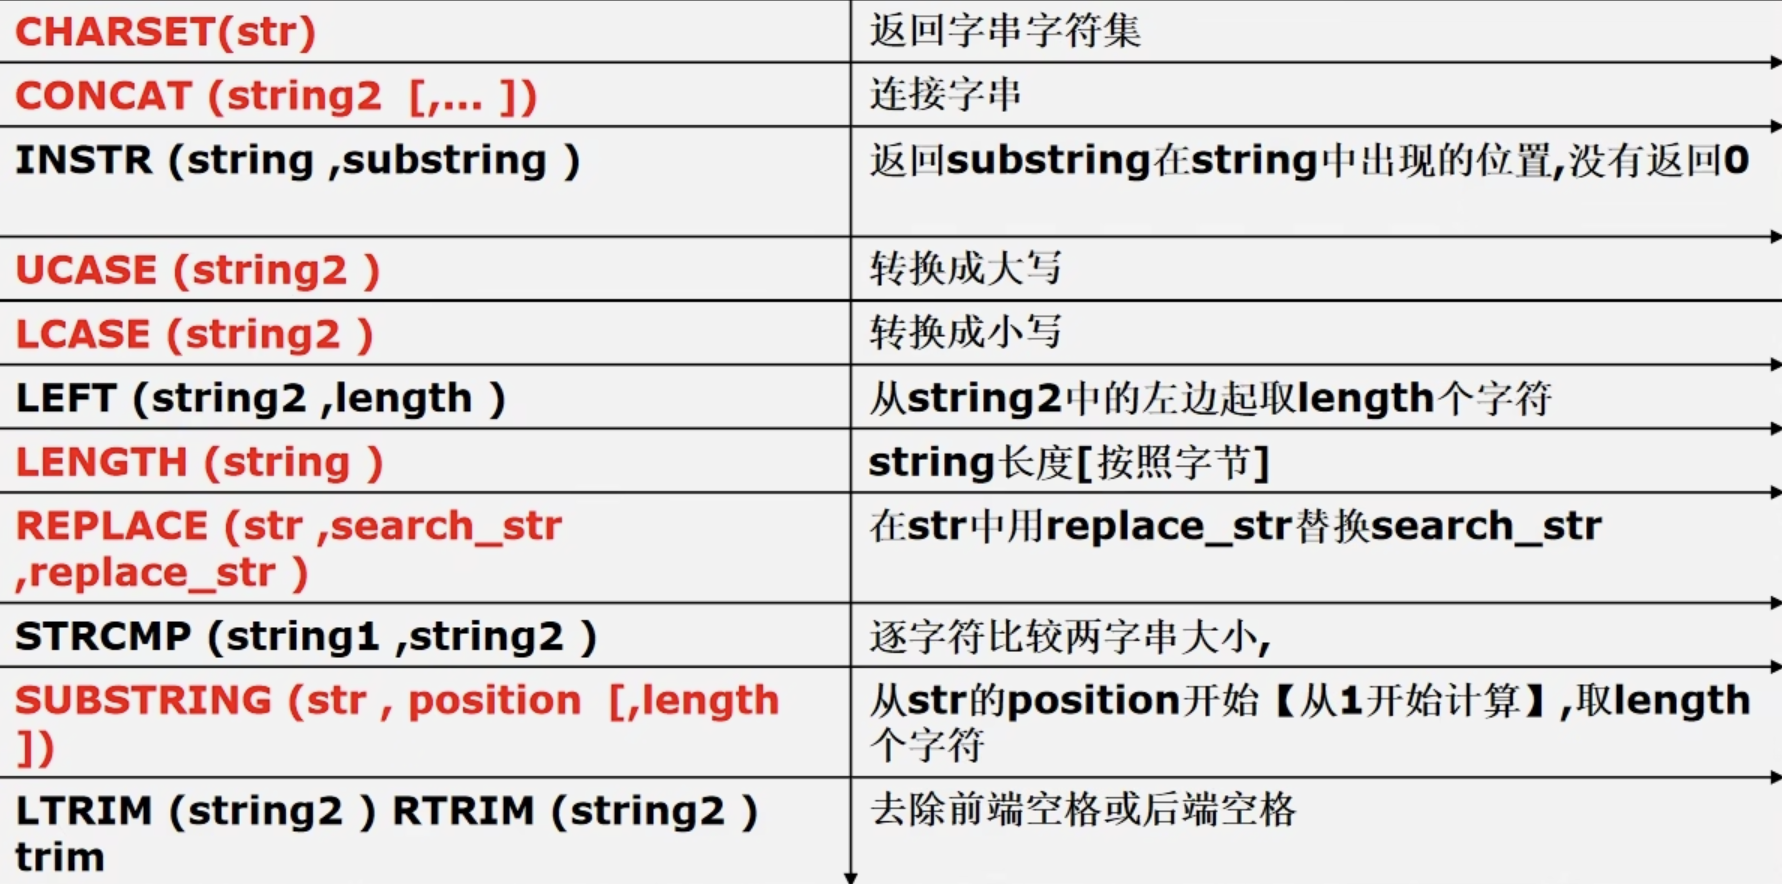 CHARSET(str)
返回字串字符集
CONCAT (string2  [,... ])
连接字串
INSTR (string ,substring )
返回substring在string中出现的位置,没有返回0
UCASE (string2 )
转换成大写
LCASE (string2 )
转换成小写
LEFT (string2 ,length )
从string2中的左边起取length个字符
LENGTH (string )
string长度[按照字节]
REPLACE (str ,search_str
,replace_str )
在str中用replace_str替换search_str
STRCMP (string1 ,string2 )
逐字符比较两字串大小,
SUBSTRING (str , position  [,length
])
从str的position开始【从1开始计算】,取length
个字符
LTRIM (string2 ) RTRIM (string2 )
trim
去除前端空格或后端空格